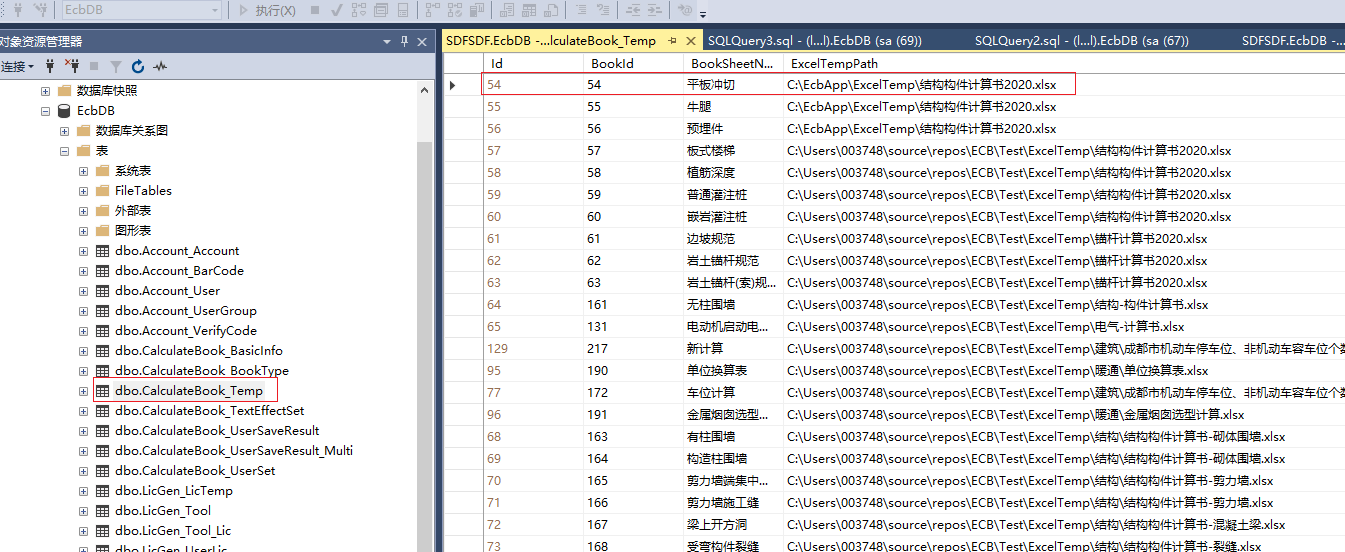 EcbDB 执行(X)
对象资源管理器
连接
数据库快照
EcbDB
数据库关系图
表
系统表
FileTables
外部表
图形表
dbo.Account_Account
dbo.Account_BarCode
dbo.Account_User
dbo.Account_UserGroup
dbo.Account_VerifyCode
dbo.CalculateBook_BasicInfo
dbo.CalculateBook_BookType
dbo.CalculateBook_Temp
dbo.CalculateBook_TextEffectSet
dbo.CalculateBook_UserSaveResult
dbo.CalculateBook_UserSaveResult_Multi
dbo.CalculateBook_UserSet
dbo.LicGen_LicTemp
dbo.LicGen_Tool
dbo.LicGen_Tool_Lic
dbo.LicGen_UserLic
SDFSDF.EcbDB -...lculateBook_Temp SQLQuery3.sql - (l...l).EcbDB (sa (69)) SQLQuery2.sql - (l...l).EcbDB (sa (67)) SDFSDF.EcbDB -...
Id BookId BookSheetN... ExcelTempPath
54 54 平板冲切 C:\EcbApp\ExcelTemp\结构构件计算书2020.xlsx
55 55 牛腿 C:\EcbApp\ExcelTemp\结构构件计算书2020.xlsx
56 56 预埋件 C:\EcbApp\ExcelTemp\结构构件计算书2020.xlsx
57 57 板式楼梯 C:\Users\003748\source\repos\ECB\Test\ExcelTemp\结构构件计算书2020.xlsx
58 58 植筋深度 C:\Users\003748\source\repos\ECB\Test\ExcelTemp\结构构件计算书2020.xlsx
59 59 普通灌注桩 C:\Users\003748\source\repos\ECB\Test\ExcelTemp\结构构件计算书2020.xlsx
60 60 嵌岩灌注桩 C:\Users\003748\source\repos\ECB\Test\ExcelTemp\结构构件计算书2020.xlsx
61 61 边坡规范 C:\Users\003748\source\repos\ECB\Test\ExcelTemp\锚杆计算书2020.xlsx
62 62 岩土锚杆规范 C:\Users\003748\source\repos\ECB\Test\ExcelTemp\锚杆计算书2020.xlsx
63 63 岩土锚杆(索)规... C:\Users\003748\source\repos\ECB\Test\ExcelTemp\锚杆计算书2020.xlsx
64 161 无柱围墙 C:\Users\003748\source\repos\ECB\Test\ExcelTemp\结构-构件计算书.xlsx
65 131 电动机启动电... C:\Users\003748\source\repos\ECB\Test\ExcelTemp\电气-计算书.xlsx
129 217 新计算 C:\Users\003748\source\repos\ECB\Test\ExcelTemp\建筑\成都市机动车停车位、非机动车容车位个数
95 190 单位换算表 C:\Users\003748\source\repos\ECB\Test\ExcelTemp\暖通\单位换算表.xlsx
77 172 车位计算 C:\Users\003748\source\repos\ECB\Test\ExcelTemp\建筑\成都市机动车停车位、非机动车容车位个数
96 191 金属烟囱选型... C:\Users\003748\source\repos\ECB\Test\ExcelTemp\暖通\金属烟囱选型计算.xlsx
68 163 有柱围墙 C:\Users\003748\source\repos\ECB\Test\ExcelTemp\结构\结构构件计算书-砌体围墙.xlsx
69 164 构造柱围墙 C:\Users\003748\source\repos\ECB\Test\ExcelTemp\结构\结构构件计算书-砌体围墙.xlsx
70 165 剪力墙端集中... C:\Users\003748\source\repos\ECB\Test\ExcelTemp\结构\结构构件计算书-剪力墙.xlsx
71 166 剪力墙施工缝 C:\Users\003748\source\repos\ECB\Test\ExcelTemp\结构\结构构件计算书-剪力墙.xlsx
72 167 梁上开方洞 C:\Users\003748\source\repos\ECB\Test\ExcelTemp\结构\结构构件计算书-混凝土梁.xlsx
73 168 受弯构件裂缝 C:\Users\003748\source\repos\ECB\Test\ExcelTemp\结构\结构构件计算书-裂缝.xlsx